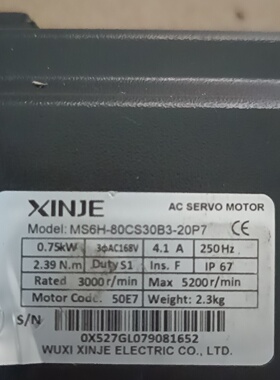 XINJE AC SERVO MOTOR
Model: MS6H-80CS30B3-20P7 CE
0.75kW 3ϕAC168V 4.1 A 250Hz
2.39 N.m Duty S1 Ins. F IP 67
Rated 3000 r/min Max 5200r/min
Motor Code: 50E7 Weight: 2.3kg
S/N
0X527GL079081652
WUXI XINJE ELECTRIC CO., LTD.